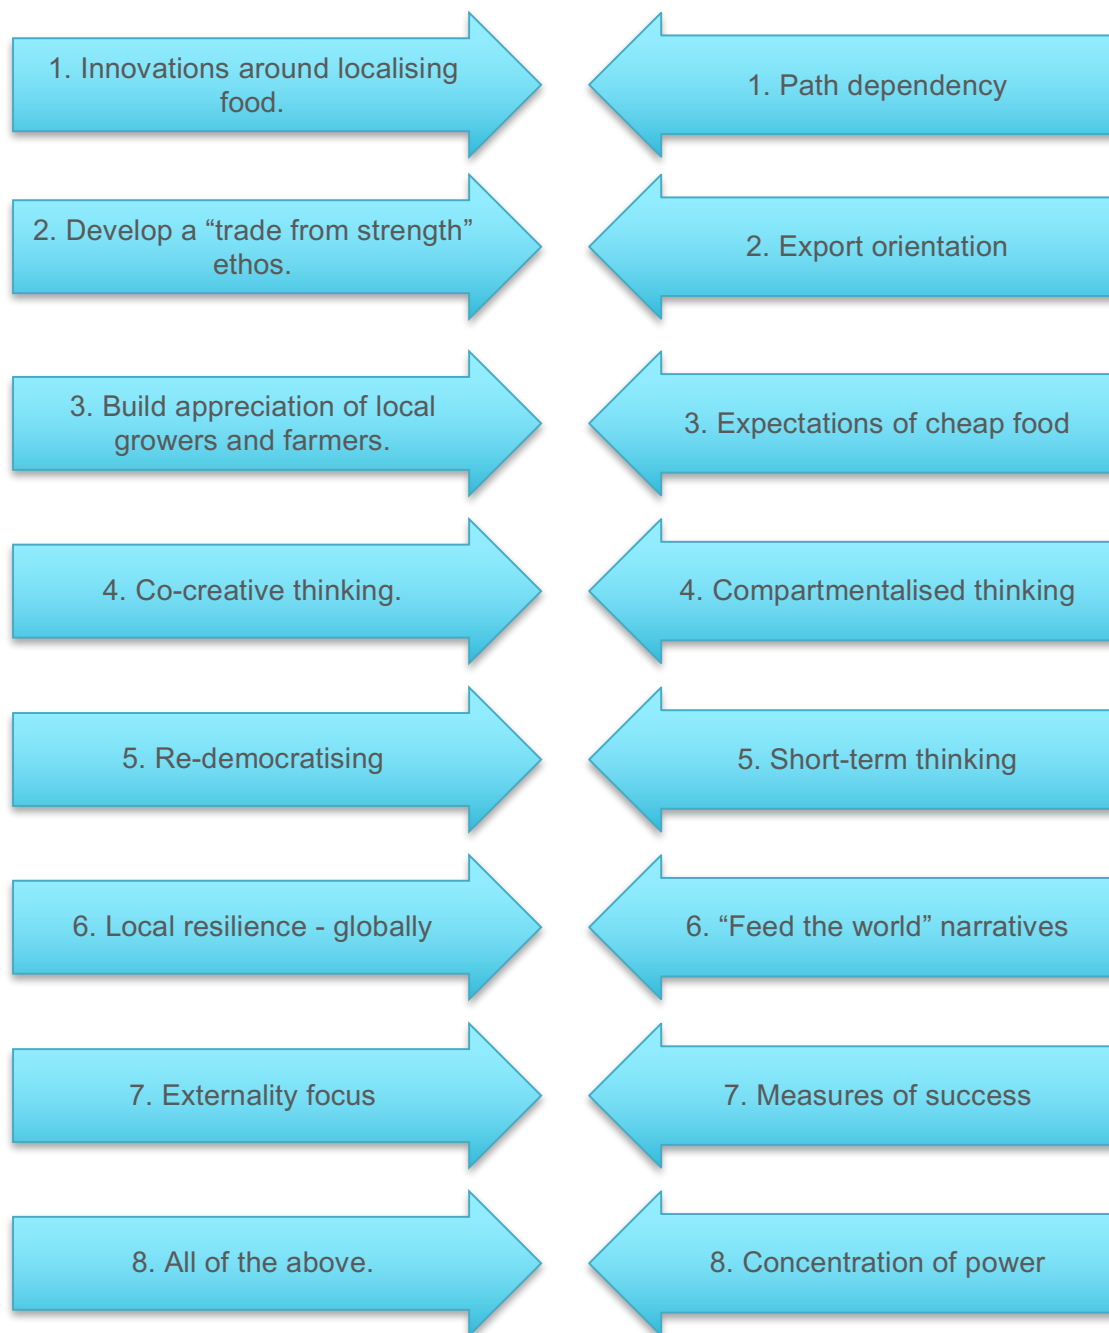 1. Innovations around localising
food.
1. Path dependency
2. Develop a “trade from strength”
ethos.
2. Export orientation
3. Build appreciation of local
growers and farmers.
3. Expectations of cheap food
4. Co-creative thinking.
4. Compartmentalised thinking
5. Re-democratising
5. Short-term thinking
6. Local resilience - globally
6. “Feed the world” narratives
7. Externality focus
7. Measures of success
8. All of the above.
8. Concentration of power